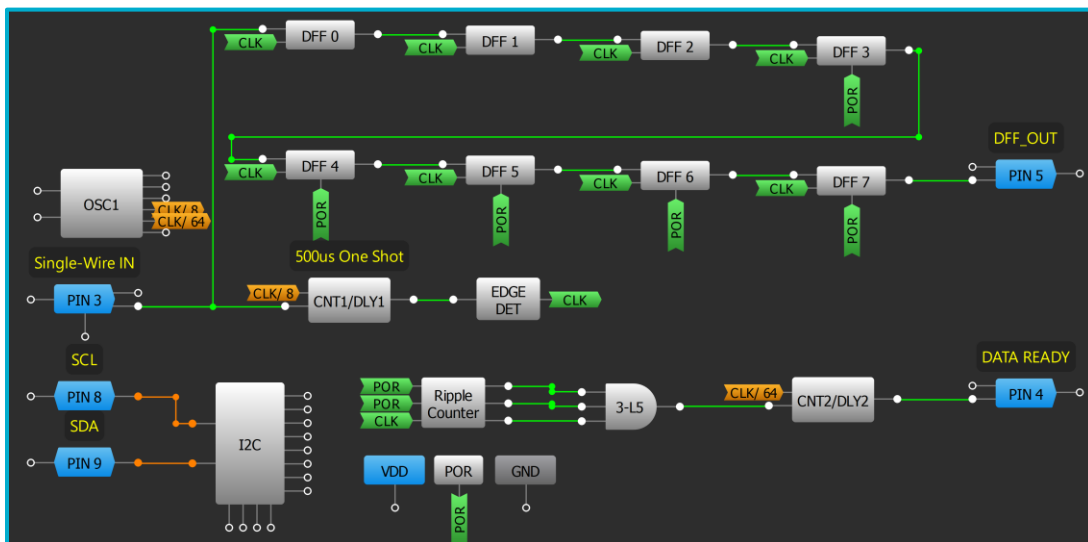 DFF 0
CLK
DFF 1
CLK
DFF 2
CLK
DFF 3
CLK
POR
DFF_OUT
DFF 4
CLK
DFF 5
CLK
DFF 6
CLK
DFF 7
CLK
PIN 5
POR
POR
POR
POR
OSC1
CLK/ 8
CLK/ 64
Single-Wire IN
PIN 3
500us One Shot
CLK/ 8
CNT1/DLY1
EDGE
DET
CLK
SCL
PIN 8
SDA
PIN 9
I2C
POR
POR
CLK
Ripple
Counter
3-L5
CLK/ 64
CNT2/DLY2
DATA READY
PIN 4
VDD
POR
GND
POR